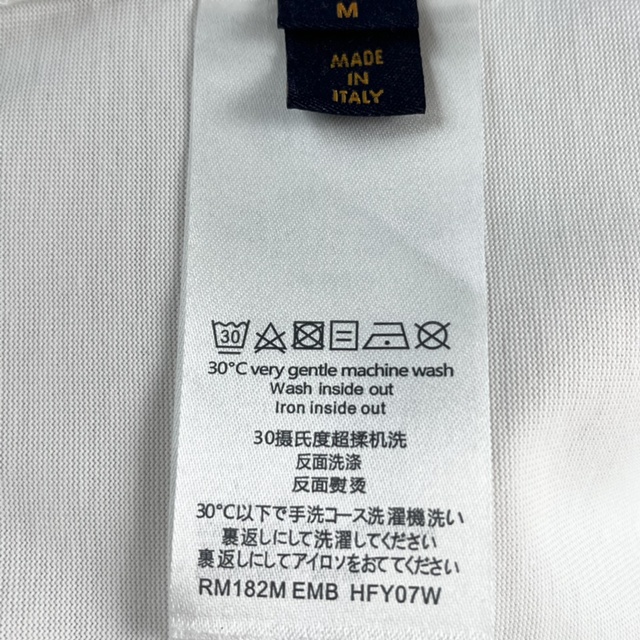 M
MADE
IN
ITALY
30
30°C very gentle machine wash
Wash inside out
Iron inside out
30摄氏度超揉机洗
反面洗涤
反面熨烫
30℃以下で手洗コース洗濯機洗い
裏返しにして洗濯してください
裏返しにしてアイロソをおててください
RM182M EMB HFY07W